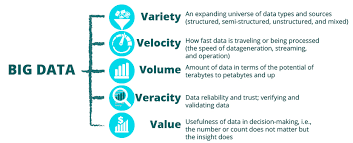 BIG DATA
Variety
An expanding universe of data types and sources
(structured, semi-structured, unstructured, and mixed)
Velocity
How fast data is traveling or being processed
(the speed of datageneration, streaming,
and operation)
Volume
Amount of data in terms of the potential of
terabytes to petabytes and up
Veracity
Data reliability and trust; verifying and
validating data
Value
Usefulness of data in decision-making, i.e.,
the number or count does not matter but
the insight does